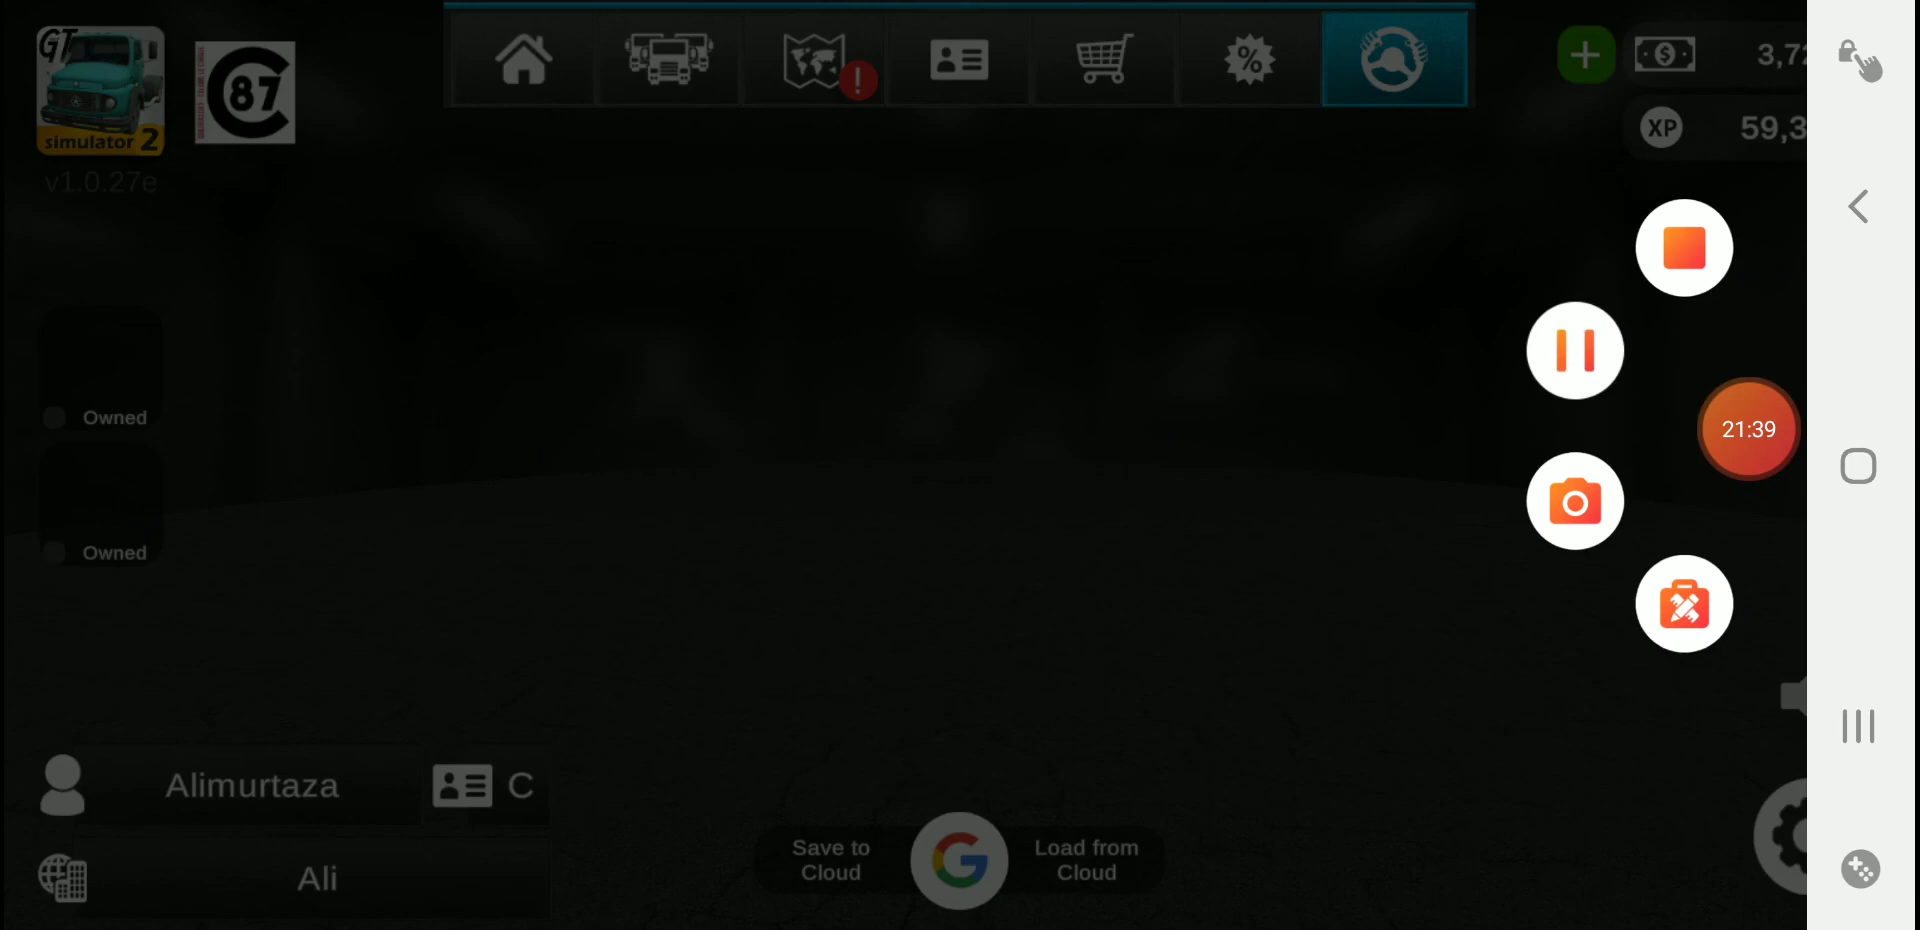 GT
simulator 2
87
v1.0.27e
%
!
$
3,72
XP
59,3
21:39
Owned
Owned
Alimurtaza
C
Ali
Save to
Cloud
G
Load from
Cloud